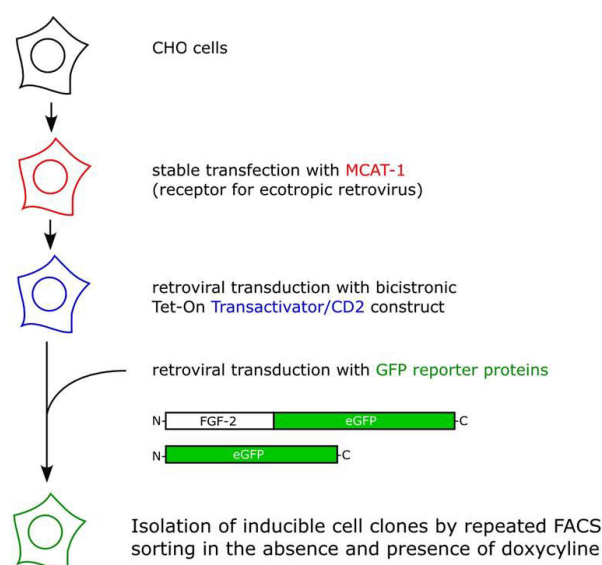 CHO cells
stable transfection with MCAT-1
(receptor for ecotropic retrovirus)
retroviral transduction with bicistronic
Tet-On Transactivator/CD2 construct
retroviral transduction with GFP reporter proteins
N- FGF-2 eGFP -C
N- eGFP -C
Isolation of inducible cell clones by repeated FACS
sorting in the absence and presence of doxycyline